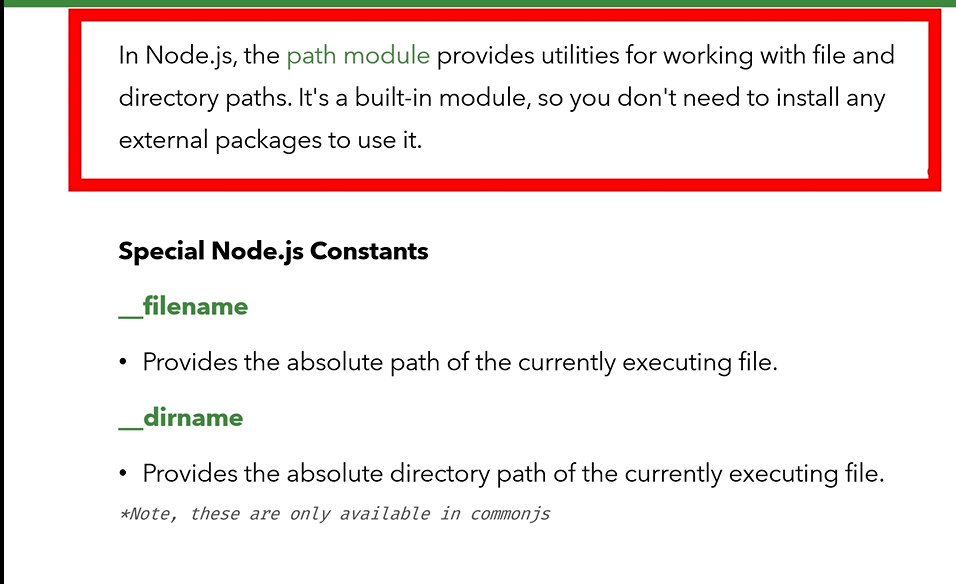 In Node.js, the path module provides utilities for working with file and
directory paths. It's a built-in module, so you don't need to install any
external packages to use it.
Special Node.js Constants
__filename
• Provides the absolute path of the currently executing file.
__dirname
• Provides the absolute directory path of the currently executing file.
*Note, these are only available in commonjs